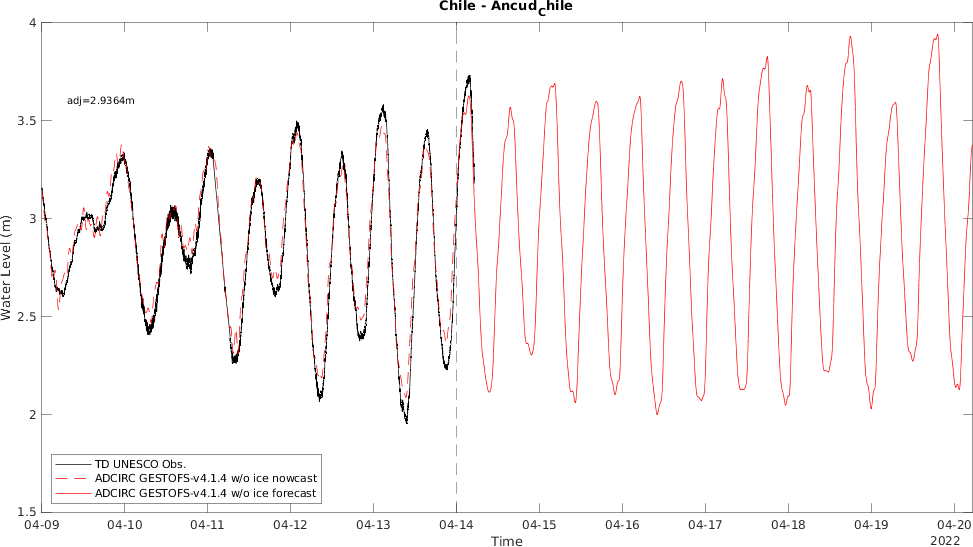 Chile - Ancud_Chile
4
3.5
3
2.5
2
1.5
Water Level (m)
adj=2.9364m
TD UNESCO Obs.
ADCIRC GESTOFS-v4.1.4 w/o ice nowcast
ADCIRC GESTOFS-v4.1.4 w/o ice forecast
04-09 04-10 04-11 04-12 04-13 04-14 04-15 04-16 04-17 04-18 04-19 04-20
Time
2022